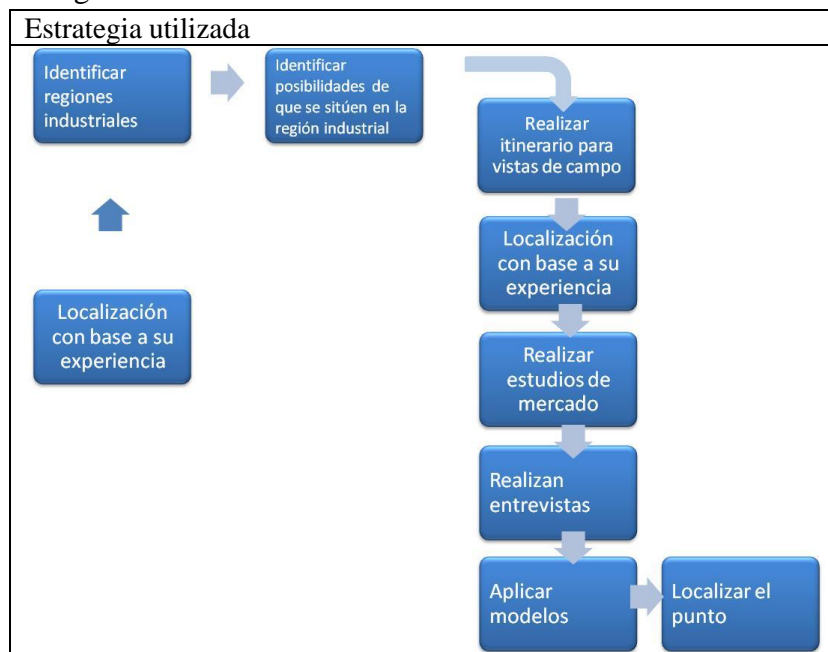 Estrategia utilizada
Identificar
regiones
industriales
Identificar
posibilidades de
que se sitúen en la
región industrial
Realizar
itinerario para
vistas de campo
Localización
con base a su
experiencia
Localización
con base a su
experiencia
Realizar
estudios de
mercado
Realizan
entrevistas
Aplicar
modelos
Localizar el
punto